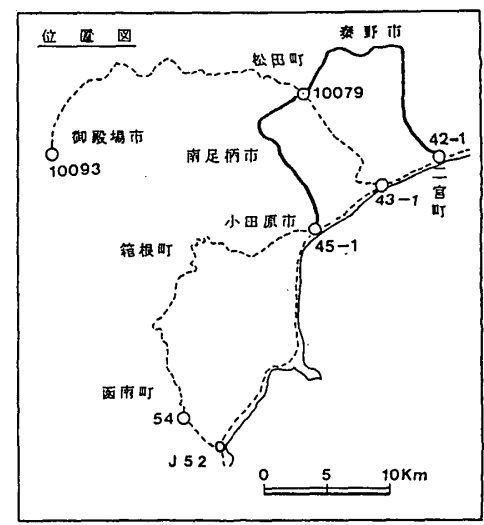 位置図
秦野市
松田町
10079
御殿場市
10093
南足柄市
42-1
二宮町
43-1
小田原市
45-1
箱根町
函南町
54
J52
0 5 10Km